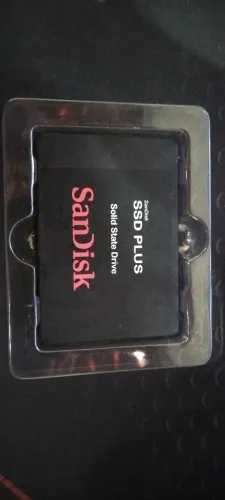 SanDisk
SSD PLUS
Solid State Drive
SanDisk